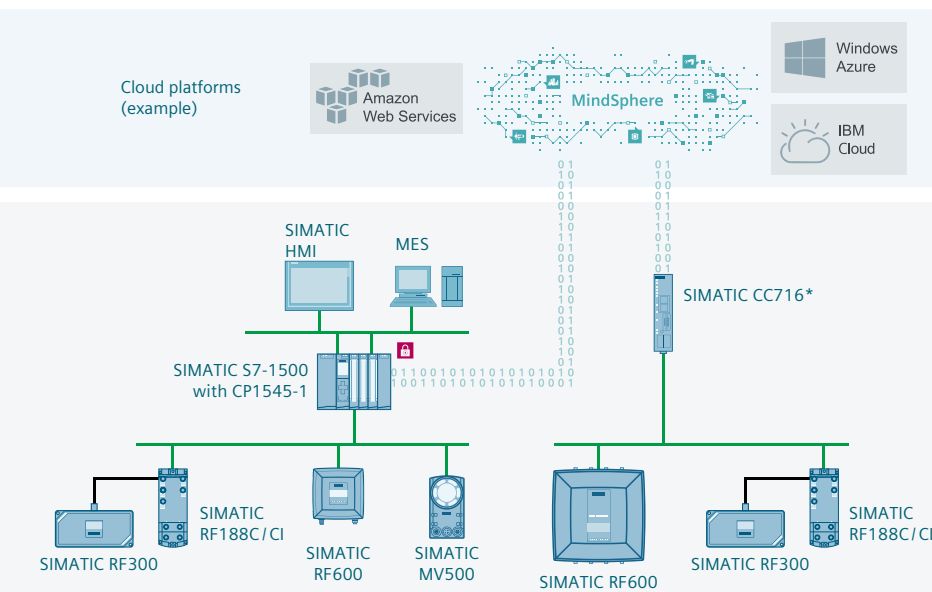 Cloud platforms
(example)
Amazon
Web Services
MindSphere
Windows
Azure
IBM
Cloud
SIMATIC
HMI
MES
SIMATIC CC716*
SIMATIC S7-1500
with CP1545-1
SIMATIC
RF188C/CI
SIMATIC RF300
SIMATIC
RF600
SIMATIC
MV500
SIMATIC RF600
SIMATIC RF300
SIMATIC
RF188C/CI